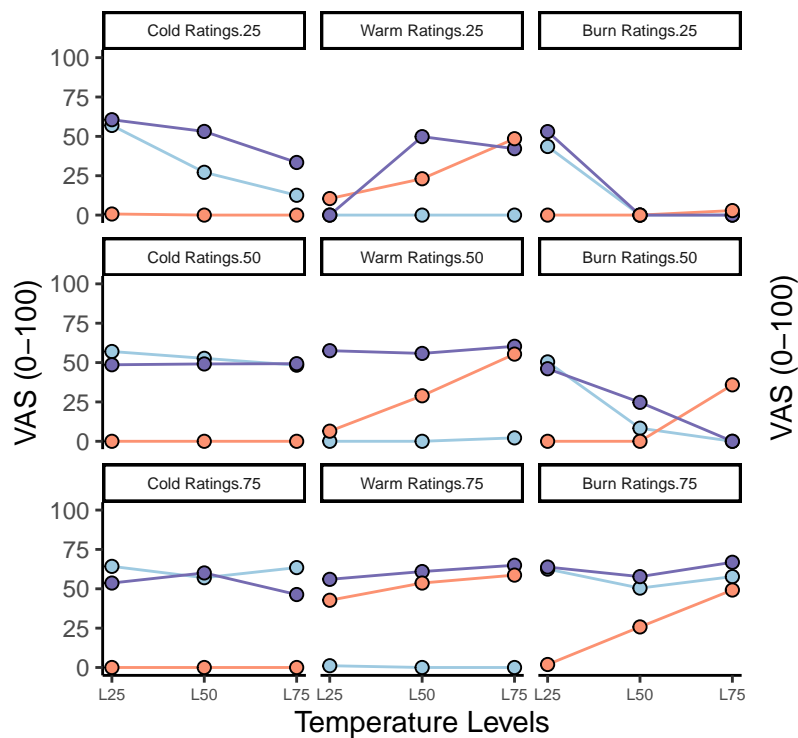 Cold Ratings.25 Warm Ratings.25 Burn Ratings.25
100
75
50
25
0
Cold Ratings.50 Warm Ratings.50 Burn Ratings.50
100
75
50
25
0
Cold Ratings.75 Warm Ratings.75 Burn Ratings.75
100
75
50
25
0
L25 L50 L75 L25 L50 L75 L25 L50 L75
Temperature Levels
VAS (0−100)
VAS (0−100)